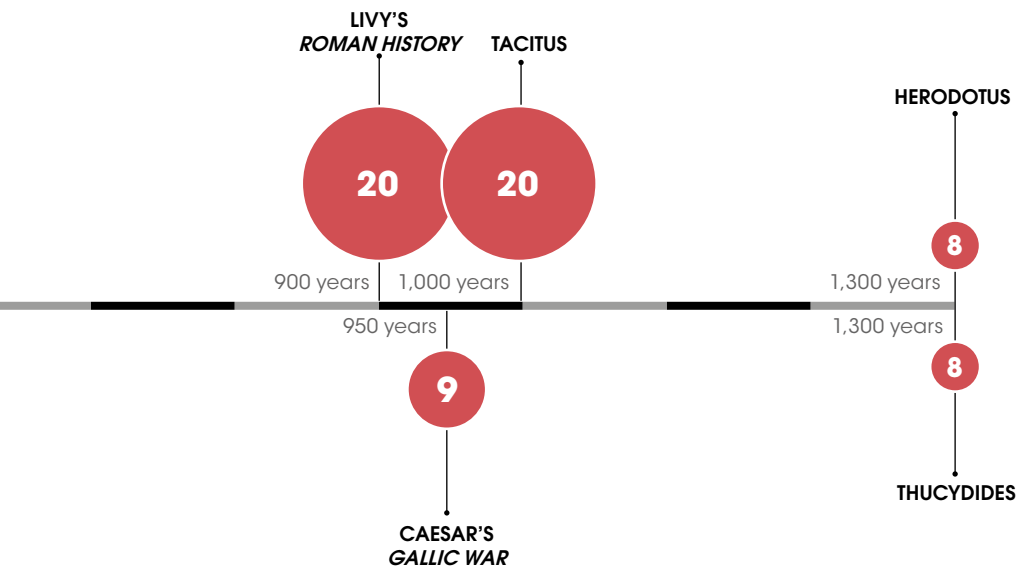 LIVY'S
ROMAN HISTORY
TACITUS
HERODOTUS
20
20
8
900 years
1,000 years
1,300 years
950 years
1,300 years
9
8
THUCYDIDES
CAESAR'S
GALLIC WAR